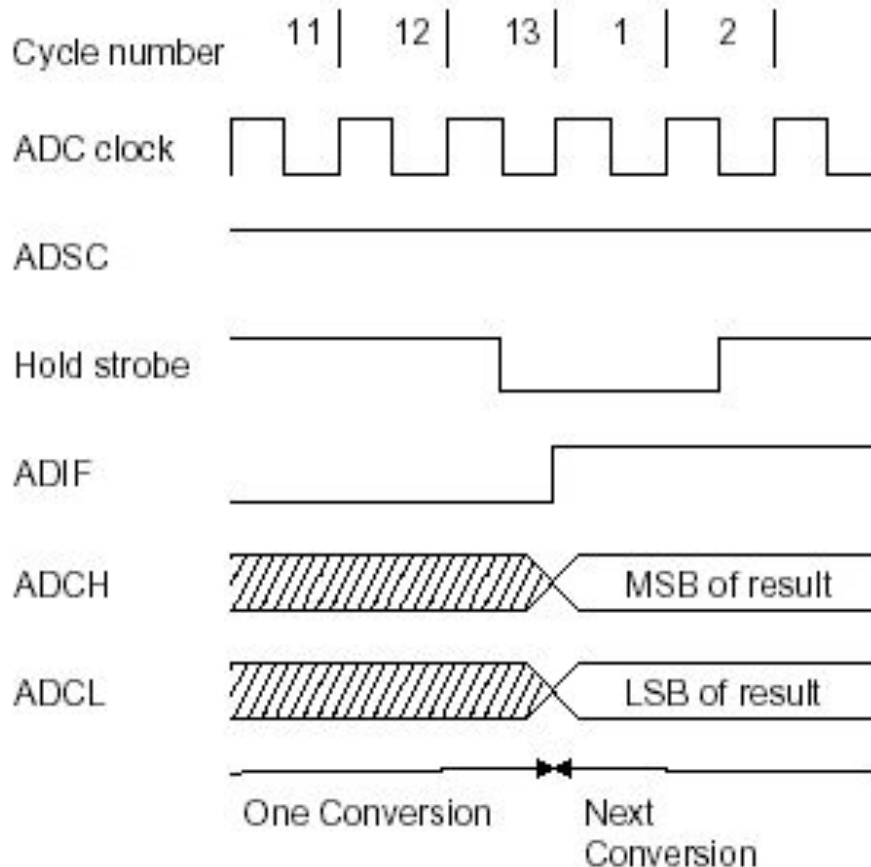 Cycle number 11 12 13 1 2
ADC clock
ADSC
Hold strobe
ADIF
ADCH MSB of result
ADCL LSB of result
One Conversion Next
Conversion